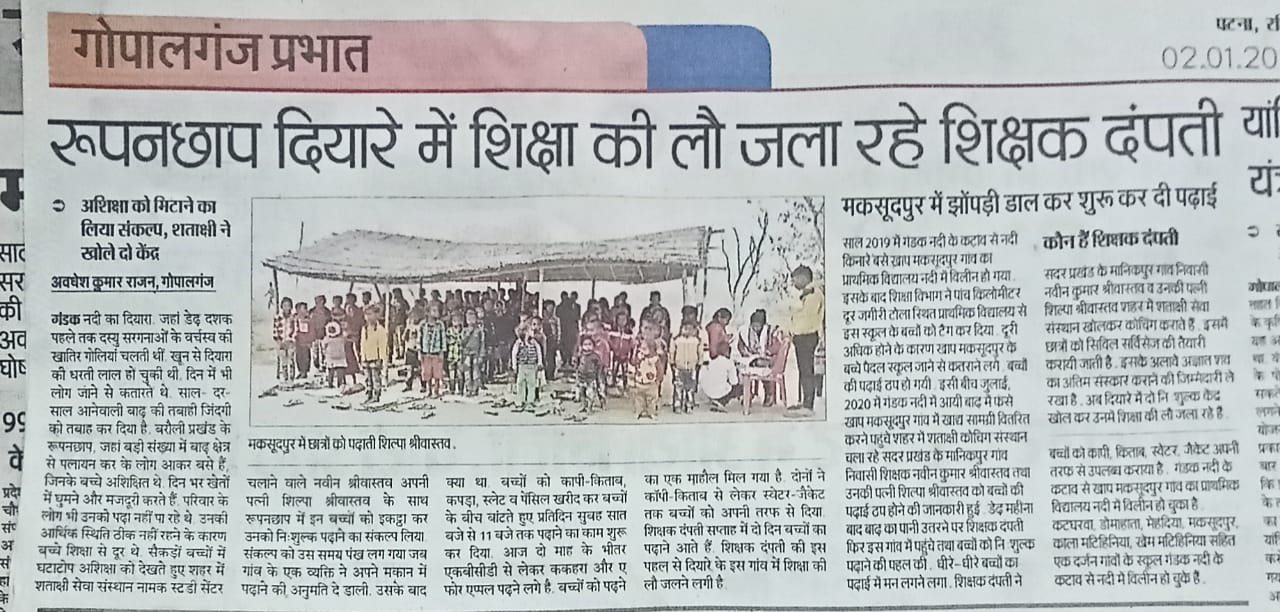 गोपालगंज प्रभात
पटना,
02.01.20
रूपनछाप दियारे में शिक्षा की लौ जला रहे शिक्षक दंपती
अशिक्षा को मिटाने का
लिया संकल्प, शताक्षी ने
खोले दो केंद्र
अवधेश कुमार राजन, गोपालगंज
गंडक नदी का दियारा. जहां डेढ़ दशक
पहले तक दस्यु सरगनाओं के वर्चस्व की
खातिर गोलियां चलती थीं. खून से दियारा
की धरती लाल हो चुकी थी. दिन में भी
लोग जाने से कतारते थे. साल- दर-
साल आनेवाली बाढ़ की तबाही जिंदगी
को तबाह कर दिया है. बरौली प्रखंड के
रूपनछाप, जहां बड़ी संख्या में बाढ़ क्षेत्र
से पलायन कर के लोग आकर बसे हैं,
जिनके बच्चे अशिक्षित थे. दिन भर खेतों
में घूमने और मजदूरी करते हैं. परिवार के
लोग भी उनको पढ़ा नहीं पा रहे थे. उनकी
आर्थिक स्थिति ठीक नहीं रहने के कारण
बच्चे शिक्षा से दूर थे. सैकड़ों बच्चों में
घटाटोप अशिक्षा को देखते हुए शहर में
शताक्षी सेवा संस्थान नामक स्टडी सेंटर
मकसूदपुर में छात्रों को पढ़ाती शिल्पा श्रीवास्तव.
चलाने वाले नवीन श्रीवास्तव अपनी
पत्नी शिल्पा श्रीवास्तव के साथ
रूपनछाप में इन बच्चों को इकट्ठा कर
उनको नि:शुल्क पढ़ाने का संकल्प लिया.
संकल्प को उस समय पंख लग गया जब
गांव के एक व्यक्ति ने अपने मकान में
पढ़ाने की अनुमति दे डाली. उसके बाद
क्या था. बच्चों को कापी-किताब,
कपड़ा, स्लेट व पेंसिल खरीद कर बच्चों
के बीच बांटते हुए प्रतिदिन सुबह सात
बजे से 11 बजे तक पढ़ाने का काम शुरू
कर दिया. आज दो माह के भीतर
एकबीसीडी से लेकर ककहरा और ए
फोर एप्पल पढ़ने लगे है. बच्चों को पढ़ने
का एक माहौल मिल गया है. दोनों ने
कॉपी-किताब से लेकर स्वेटर-जैकेट
तक बच्चों को अपनी तरफ से दिया.
शिक्षक दंपती सप्ताह में दो दिन बच्चों का
पढ़ाने आते हैं. शिक्षक दंपती की इस
पहल से दियारे के इस गांव में शिक्षा की
लौ जलने लगी है.
मकसूदपुर में झोंपड़ी डाल कर शुरू कर दी पढ़ाई
साल 2019 में गंडक नदी के कटाव से नदी
किनारे बसे खाप मकसूदपुर गांव का
प्राथमिक विद्यालय नदी में विलीन हो गया.
इसके बाद शिक्षा विभाग ने पांच किलोमीटर
दूर जगीरी टोला स्थित प्राथमिक विद्यालय से
इस स्कूल के बच्चों को टैग कर दिया. दूरी
अधिक होने के कारण खाप मकसूदपुर के
बच्चे पैदल स्कूल जाने से कतराने लगे. बच्चों
की पढ़ाई ठप हो गयी. इसी बीच जुलाई,
2020 में गंडक नदी में आयी बाढ़ में फंसे
खाप मकसूदपुर गांव में खाद्य सामग्री वितरित
करने पहुंचे शहर में शताक्षी कोचिंग संस्थान
चला रहे सदर प्रखंड के मानिकपुर गांव
निवासी शिक्षक नवीन कुमार श्रीवास्तव तथा
उनकी पत्नी शिल्पा श्रीवास्तव को बच्चों की
पढ़ाई ठप होने की जानकारी हुई. डेढ़ महीना
बाद बाढ़ का पानी उतरने पर शिक्षक दंपती
फिर इस गांव में पहुंचे तथा बच्चों को नि: शुल्क
पढ़ाने की पहल की. धीरे-धीरे बच्चों का
पढ़ाई में मन लगने लगा. शिक्षक दंपती ने
कौन हैं शिक्षक दंपती
सदर प्रखंड के मानिकपुर गांव निवासी
नवीन कुमार श्रीवास्तव व उनकी पत्नी
शिल्पा श्रीवास्तव शहर में शताक्षी सेवा
संस्थान खोलकर कोचिंग कराते हैं. इसमें
छात्रों को सिविल सर्विसेज की तैयारी
करायी जाती है. इसके अलावे अज्ञात शव
का अंतिम संस्कार कराने की जिम्मेदारी ले
रखा है. अब दियारे में दो नि: शुल्क केंद्र
खोल कर उनमें शिक्षा की लौ जला रहे है.
बच्चों को कापी, किताब, स्वेटर, जैकेट अपनी
तरफ से उपलब्ध कराया है. गंडक नदी के
कटाव से खाप मकसूदपुर गांव का प्राथमिक
विद्यालय नदी में विलीन हो चुका है.
कटघरवा, डोमाहाता, मेहदिया, मकसूदपुर,
काला मटिहिनिया, खेम मटिहिनिया सहित
एक दर्जन गांवों के स्कूल गंडक नदी के
कटाव से नदी में विलीन हो चुके हैं.